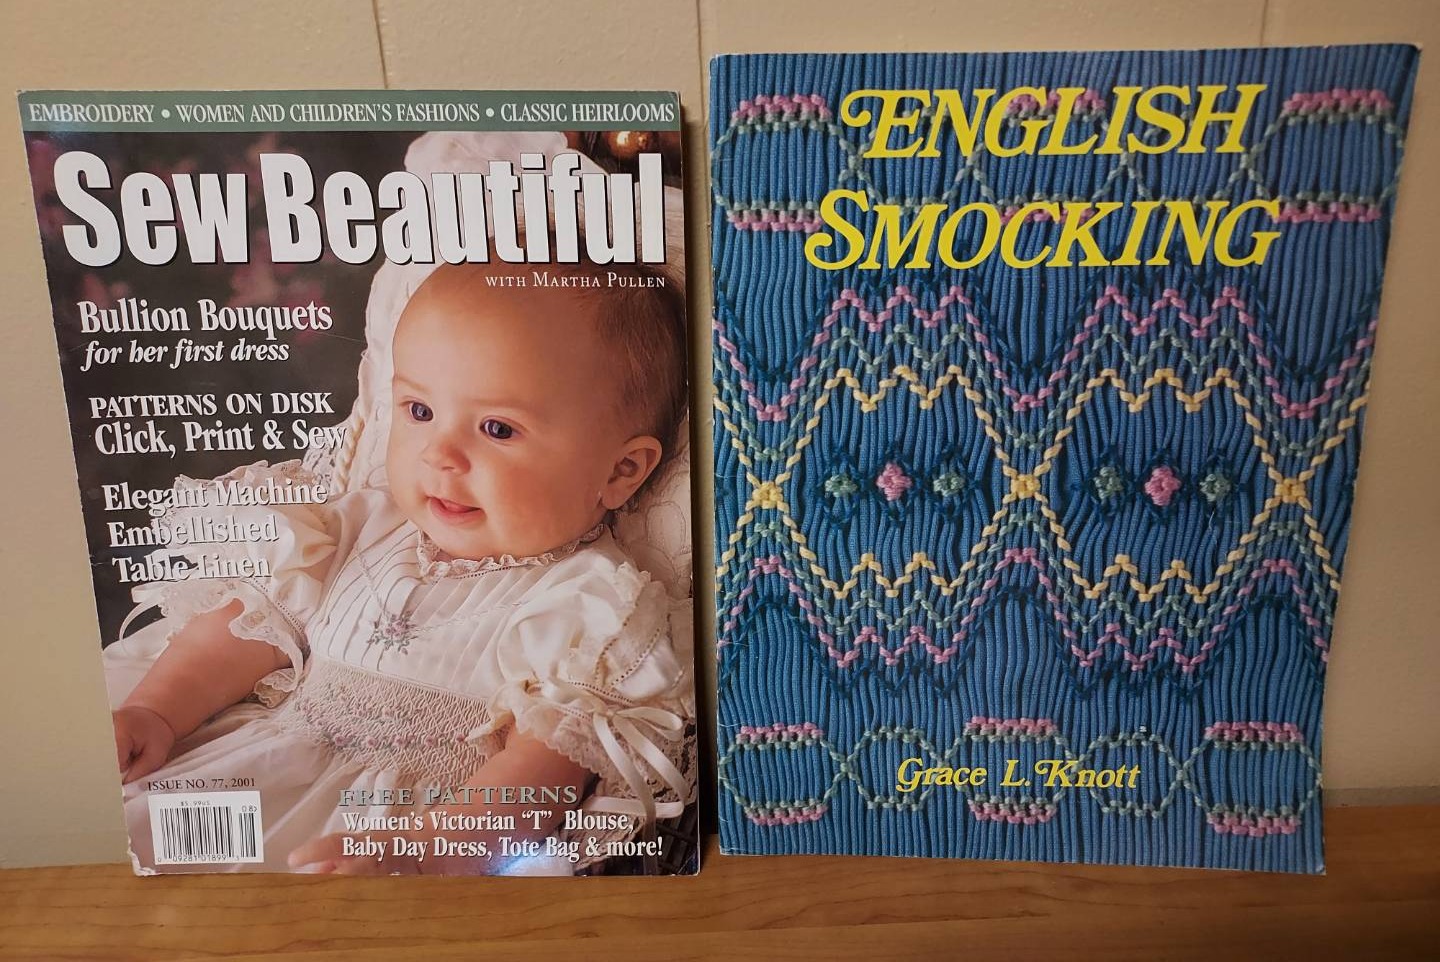 EMBROIDERY • WOMEN AND CHILDREN'S FASHIONS • CLASSIC HEIRLOOMS
Sew Beautiful
WITH MARTHA PULLEN
Bullion Bouquets
for her first dress
PATTERNS ON DISK
Click, Print & Sew
Elegant Machine
Embellished
Table Linen
ISSUE NO. 77, 2001
FREE PATTERNS
Women's Victorian "T" Blouse,
Baby Day Dress, Tote Bag & more!
ENGLISH
SMOCKING
Grace L. Knott